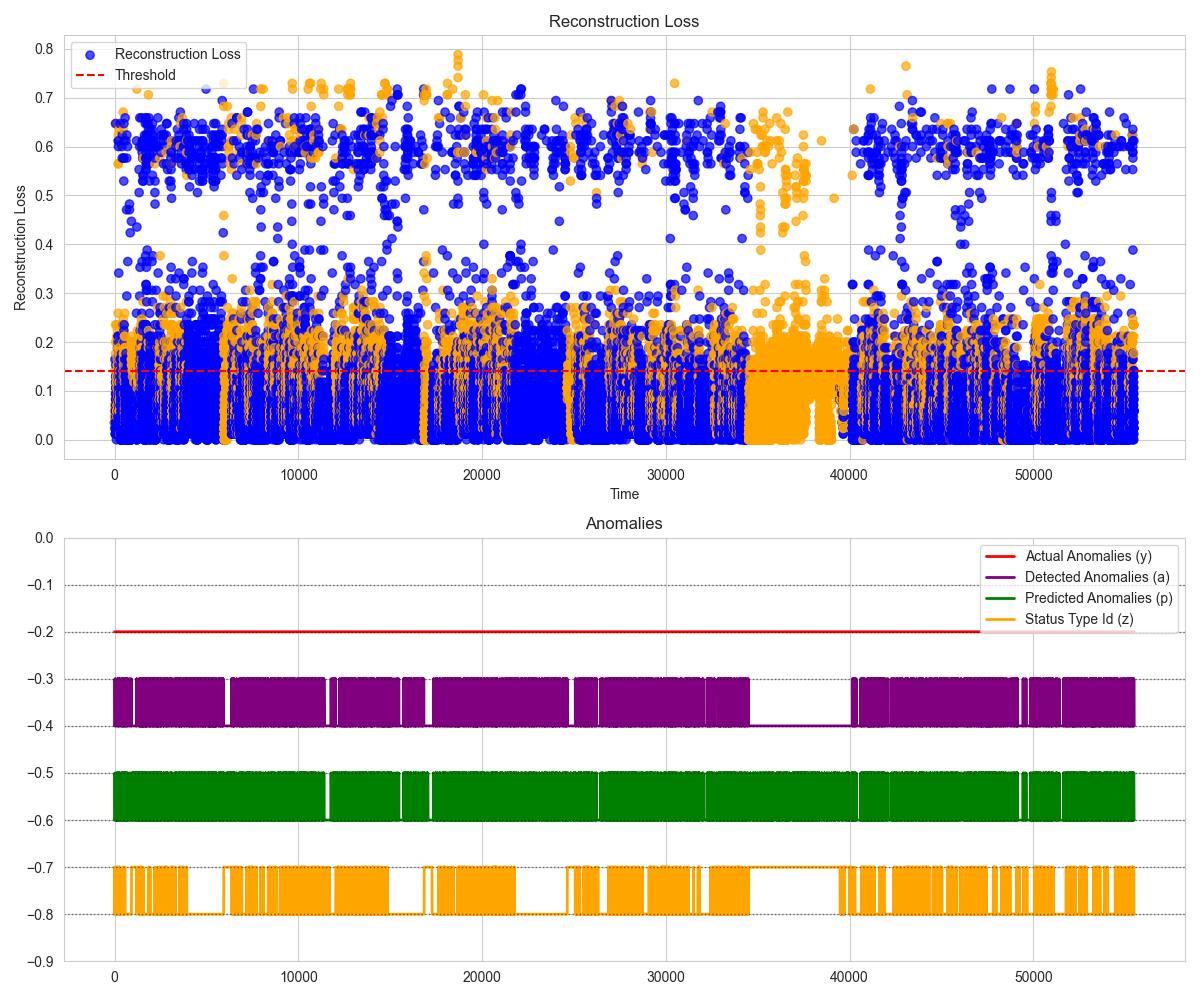 Reconstruction Loss
Reconstruction Loss
Threshold
Reconstruction Loss
0.8
0.7
0.6
0.5
0.4
0.3
0.2
0.1
0.0
0 10000 20000 30000 40000 50000
Time
Anomalies
Actual Anomalies (y)
Detected Anomalies (a)
Predicted Anomalies (p)
Status Type Id (z)
0.0
−0.1
−0.2
−0.3
−0.4
−0.5
−0.6
−0.7
−0.8
−0.9
0 10000 20000 30000 40000 50000